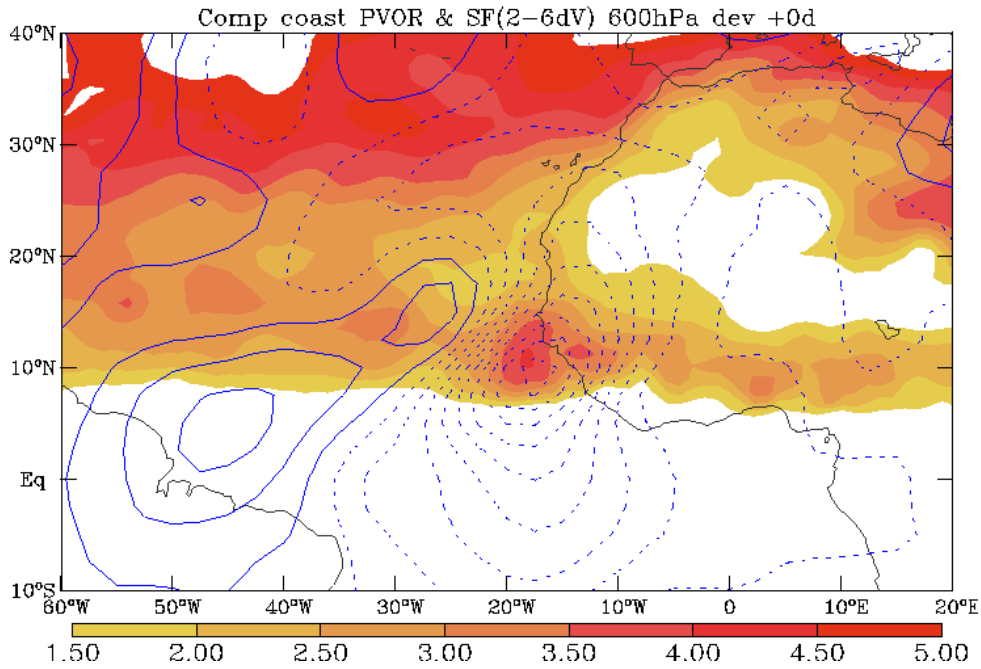 Comp coast PVOR & SF(2-6dV) 600hPa dev +0d
40°N
30°N
20°N
10°N
Eq
10°S
60°W 50°W 40°W 30°W 20°W 10°W 0 10°E 20°E
1.50 2.00 2.50 3.00 3.50 4.00 4.50 5.00